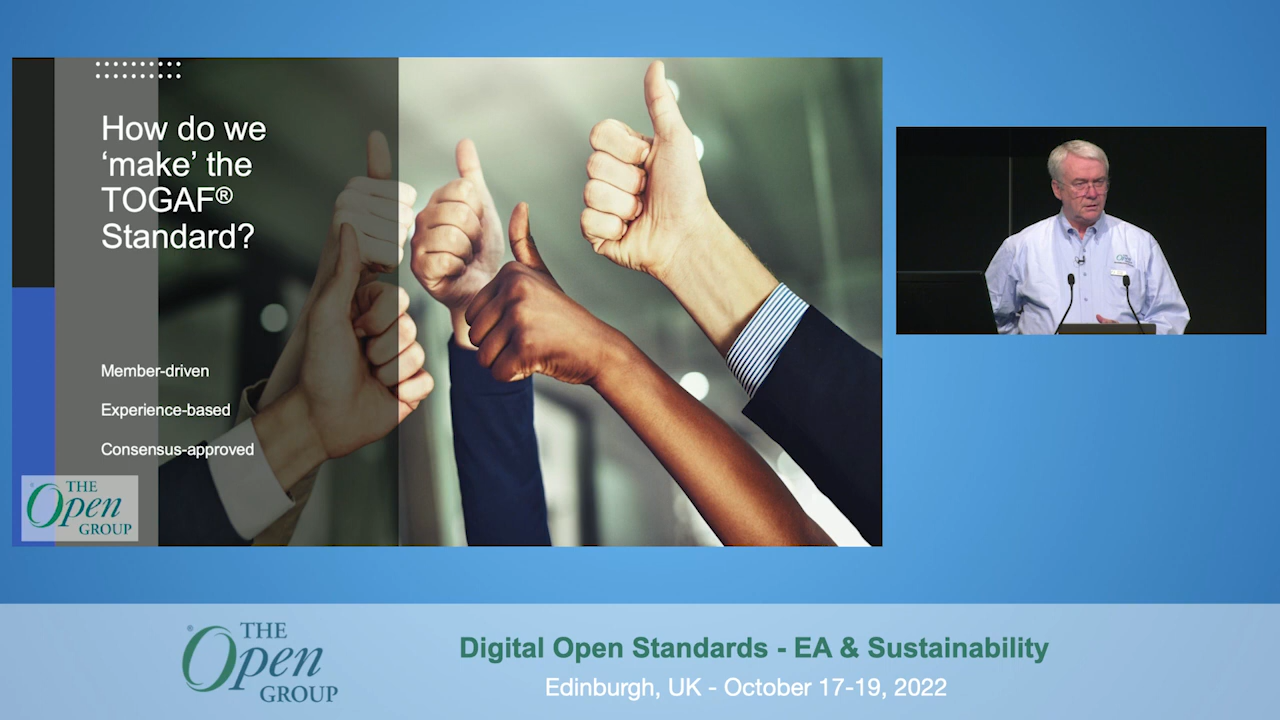 How do we
‘make’ the
TOGAF®
Standard?
Member-driven
Experience-based
Consensus-approved
THE
Open
GROUP
Open
THE
Open
GROUP
Digital Open Standards - EA & Sustainability
Edinburgh, UK - October 17-19, 2022